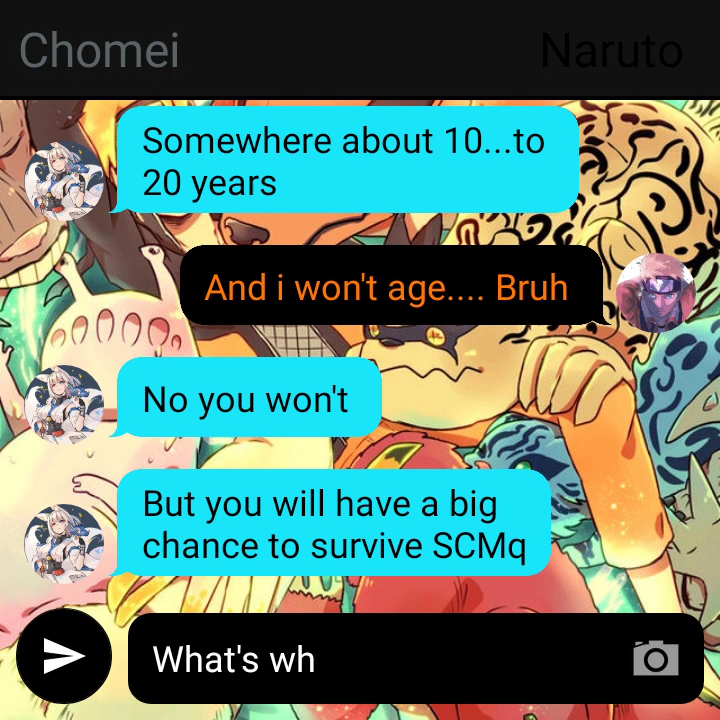 Chomei
Naruto
Somewhere about 10...to
20 years
And i won't age.... Bruh
No you won't
But you will have a big
chance to survive SCMq
What's wh